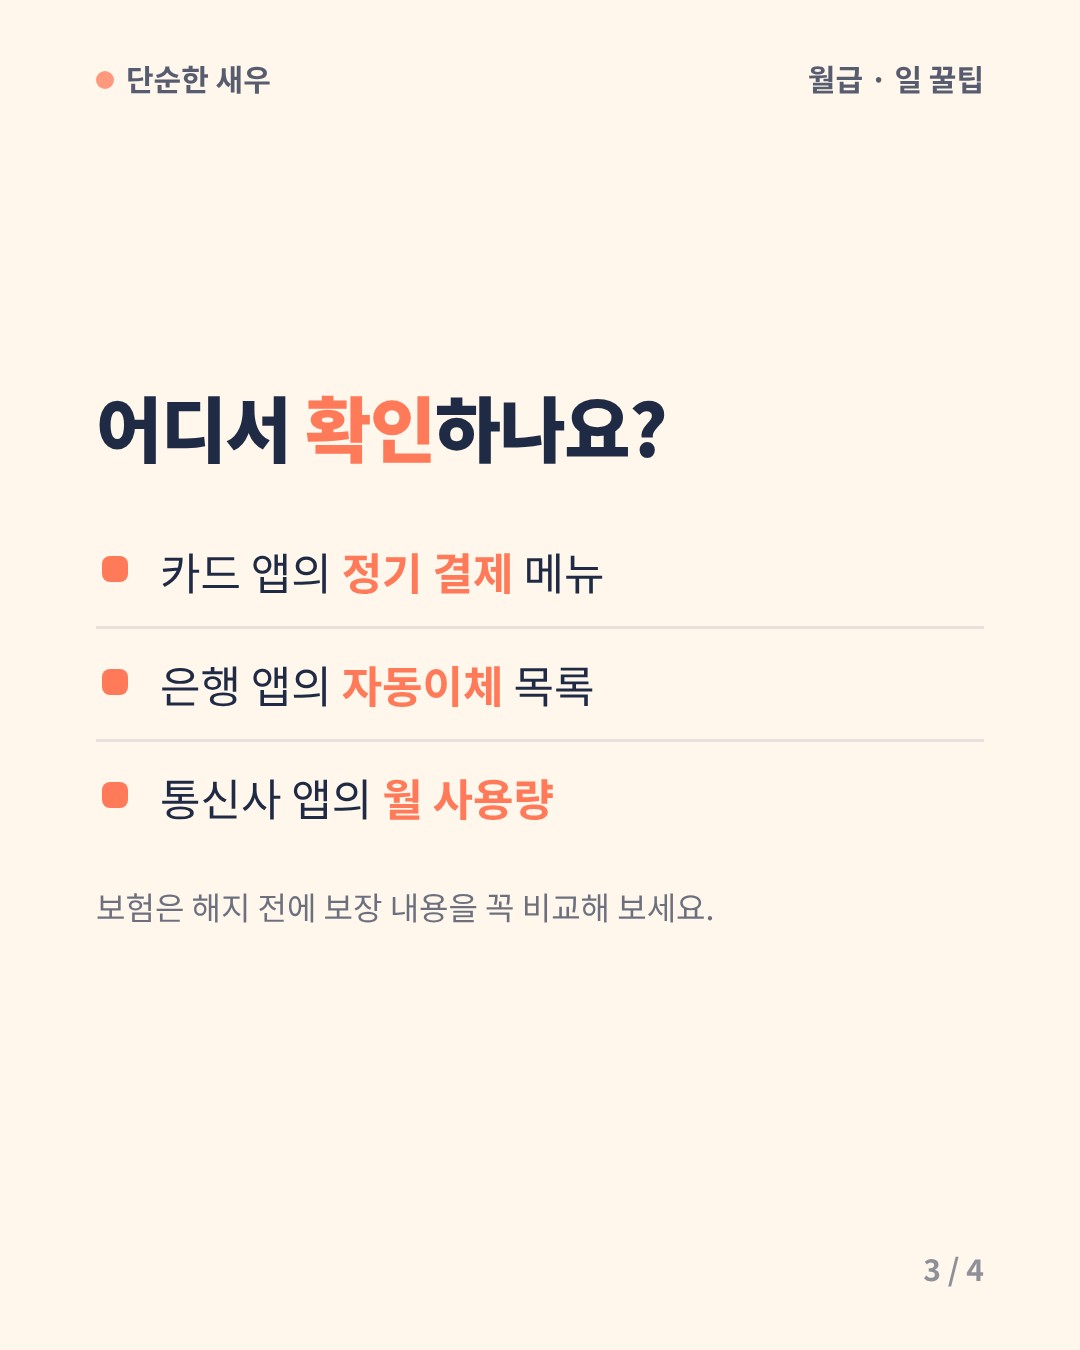 단순한 새우
월급 · 일 꿀팁
어디서 확인하나요?
카드 앱의 정기 결제 메뉴
은행 앱의 자동이체 목록
통신사 앱의 월 사용량
보험은 해지 전에 보장 내용을 꼭 비교해 보세요.
3 / 4